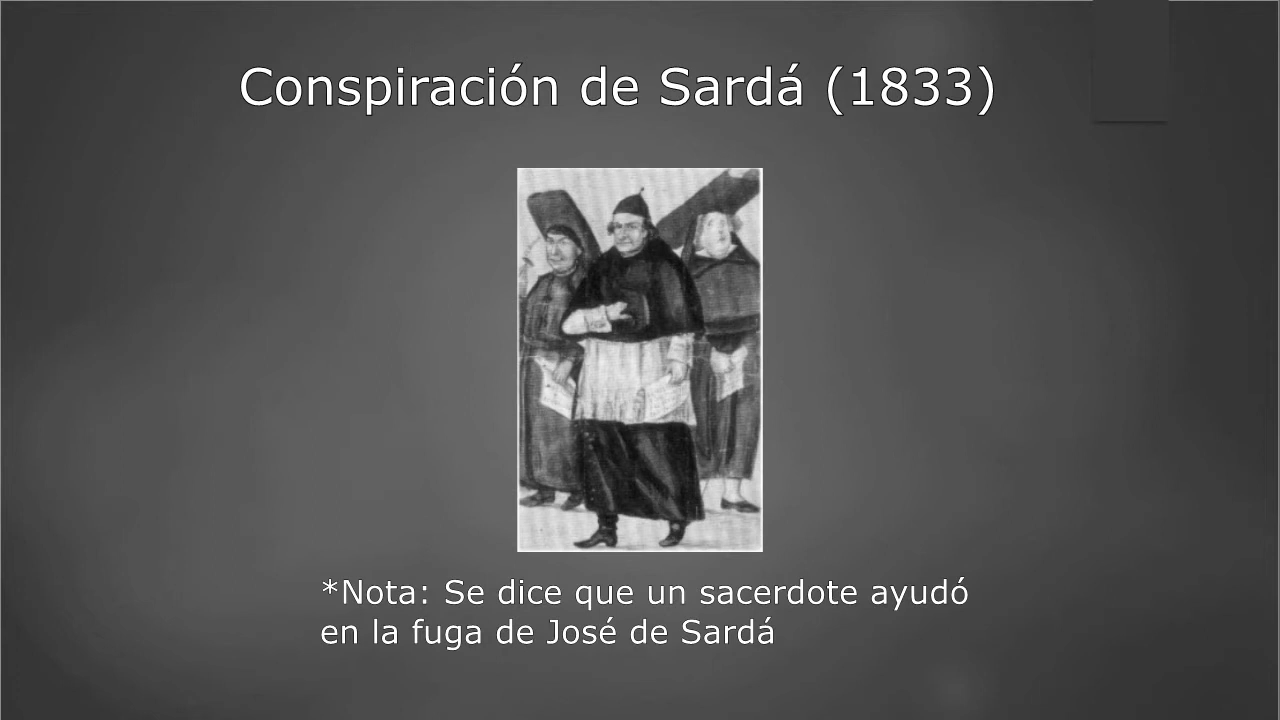 Conspiración de Sardá (1833)
*Nota: Se dice que un sacerdote ayudó
en la fuga de José de Sardá